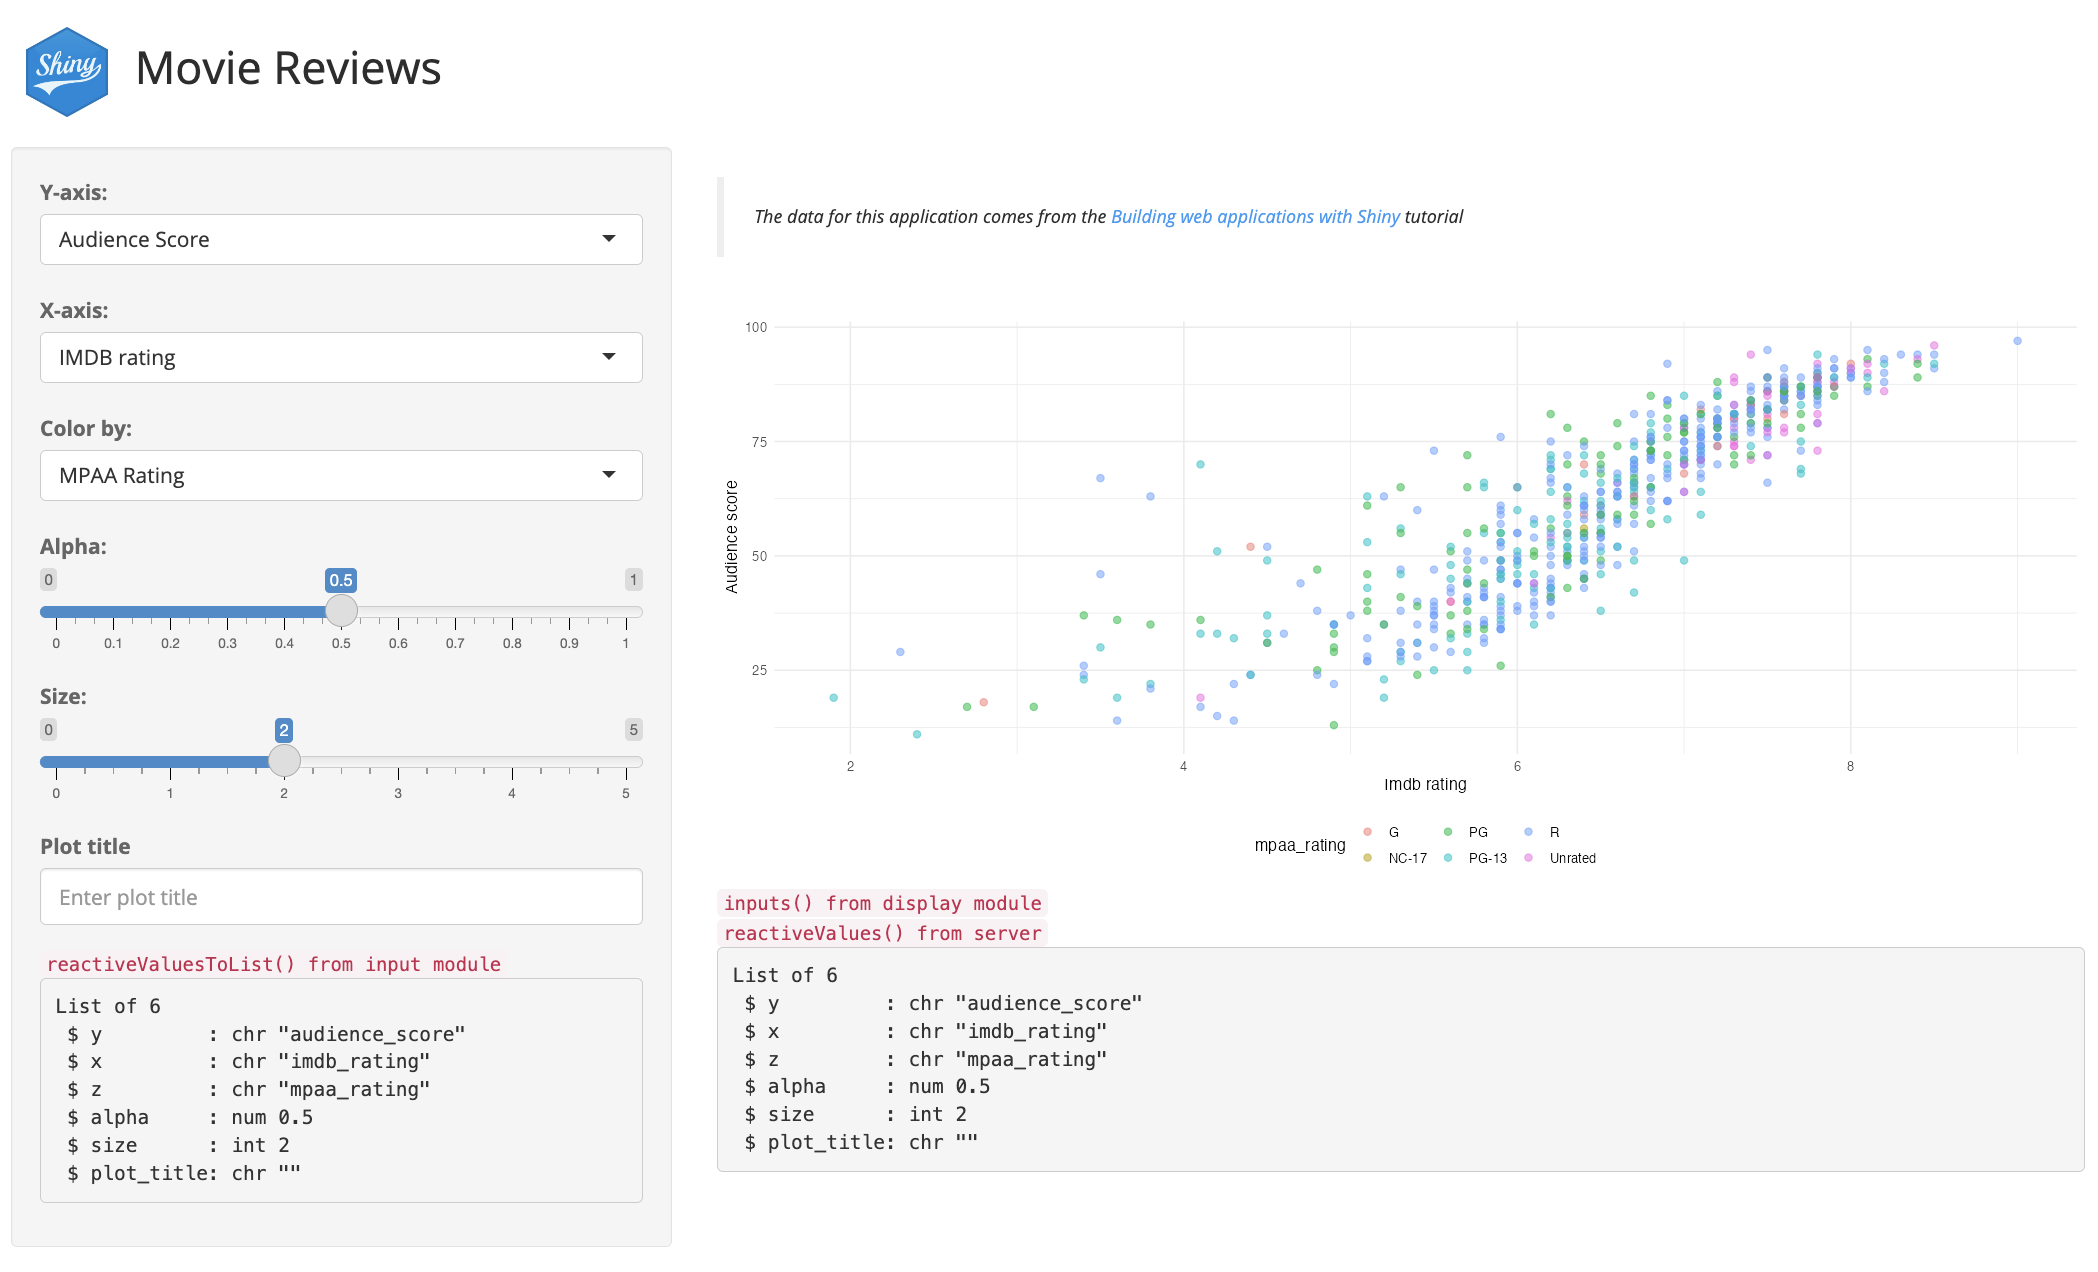 Shiny
Movie Reviews
Y-axis:
Audience Score
X-axis:
IMDB rating
Color by:
MPAA Rating
Alpha:
0 0.5 1
0 0.1 0.2 0.3 0.4 0.5 0.6 0.7 0.8 0.9 1
Size:
0 2 5
0 1 2 3 4 5
Plot title
Enter plot title
reactiveValuesToList() from input module
List of 6
 $ y         : chr "audience_score"
 $ x         : chr "imdb_rating"
 $ z         : chr "mpaa_rating"
 $ alpha     : num 0.5
 $ size      : int 2
 $ plot_title: chr ""
The data for this application comes from the Building web applications with Shiny tutorial
100
75
50
25
Audience score
2 4 6 8
Imdb rating
mpaa_rating
G PG R
NC-17 PG-13 Unrated
inputs() from display module
reactiveValues() from server
List of 6
 $ y         : chr "audience_score"
 $ x         : chr "imdb_rating"
 $ z         : chr "mpaa_rating"
 $ alpha     : num 0.5
 $ size      : int 2
 $ plot_title: chr ""